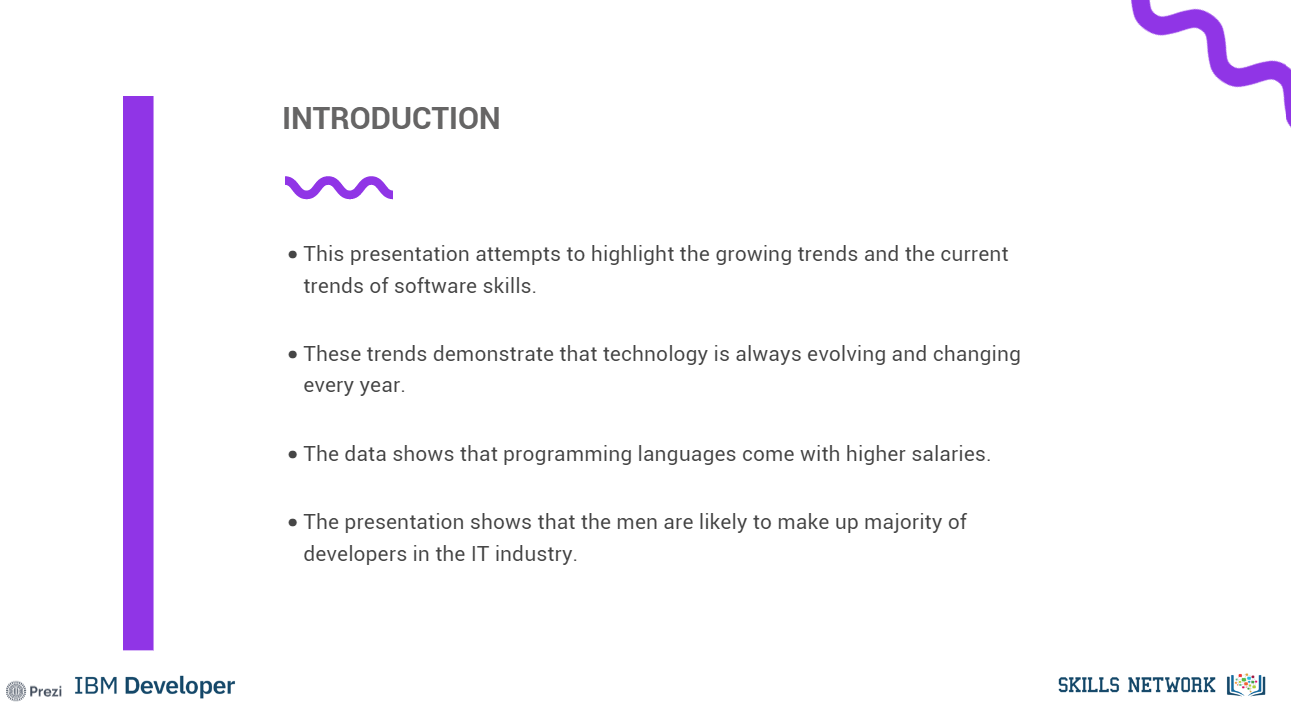 INTRODUCTION
• This presentation attempts to highlight the growing trends and the current
trends of software skills.
• These trends demonstrate that technology is always evolving and changing
every year.
• The data shows that programming languages come with higher salaries.
• The presentation shows that the men are likely to make up majority of
developers in the IT industry.
Prezi IBM Developer SKILLS NETWORK